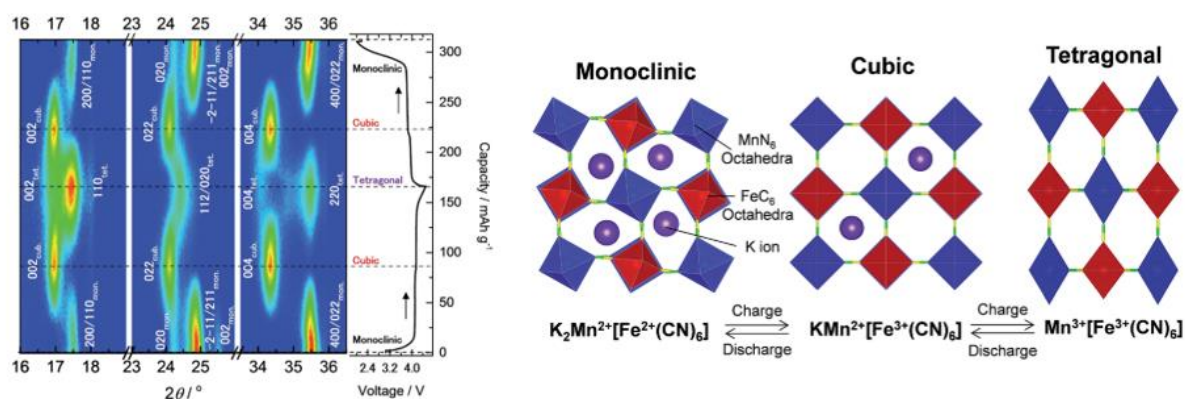 16 17 18 23 24 25 34 35 36
200/110mon.
020mon.
-2-11/211mon.
002mon.
400/022mon.
002cub.
022cub.
004cub.
002tet.
110tet.
112/020tet.
004tet.
220tet.
002cub.
022cub.
004cub.
200/110mon.
020mon.
-2-11/211mon.
002mon.
400/022mon.
16 17 18 23 24 25 34 35 36
2θ/ °
Monoclinic
Cubic
Tetragonal
Cubic
Monoclinic
300
250
200
150
100
50
0
Capacity / mAh g⁻¹
2.4 3.2 4.0
Voltage / V
Monoclinic
Cubic
Tetragonal
MnN₆
Octahedra
FeC₆
Octahedra
K ion
K₂Mn²⁺[Fe²⁺(CN)₆]
Charge
Discharge
KMn²⁺[Fe³⁺(CN)₆]
Charge
Discharge
Mn³⁺[Fe³⁺(CN)₆]